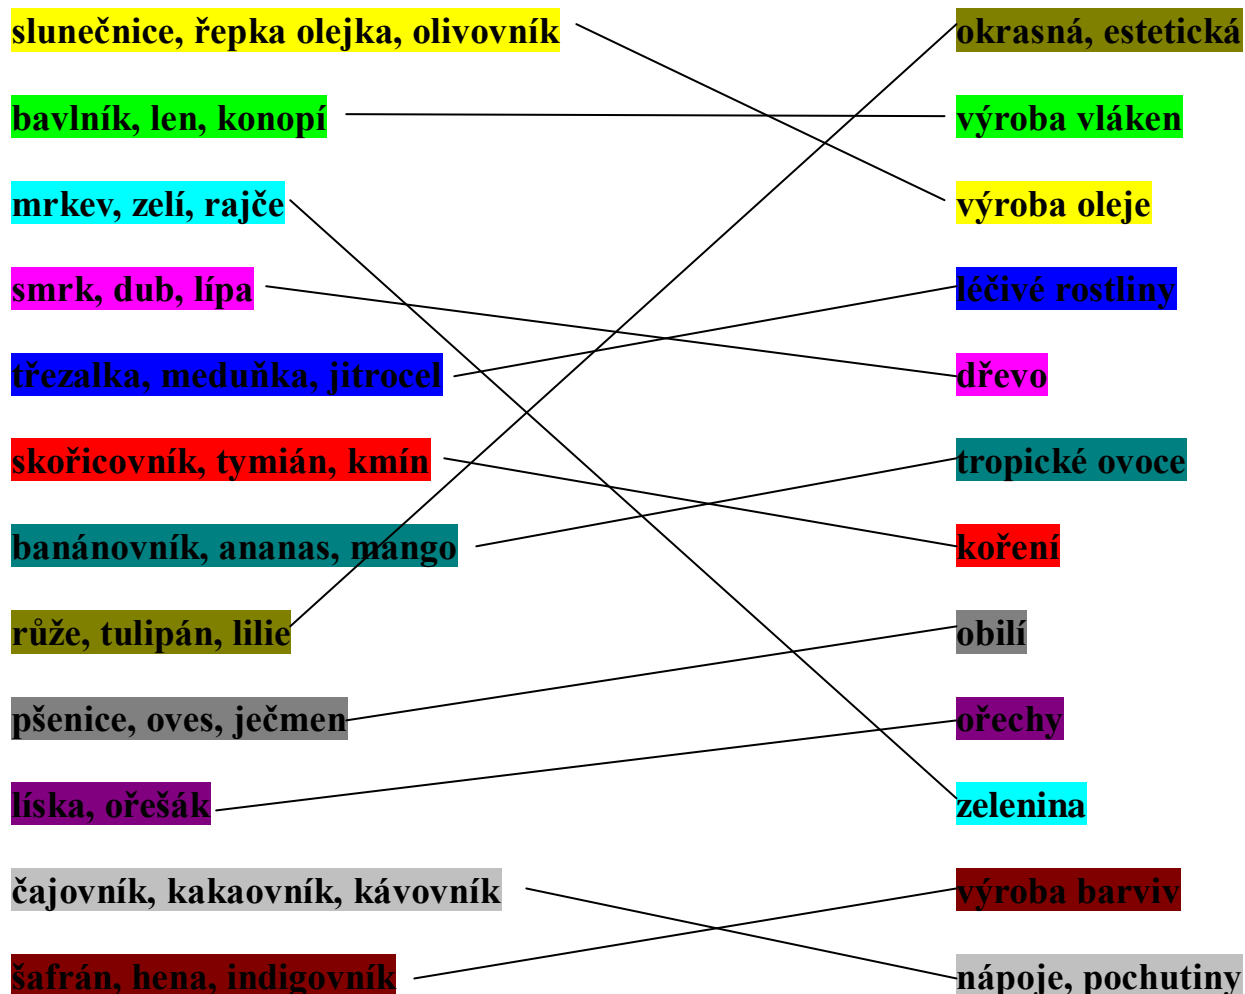 slunečnice, řepka olejka, olivovník okrasná, estetická
bavlník, len, konopí výroba vláken
mrkev, zelí, rajče výroba oleje
smrk, dub, lípa léčivé rostliny
třezalka, meduňka, jitrocel dřevo
skořicovník, tymián, kmín tropické ovoce
banánovník, ananas, mango koření
růže, tulipán, lilie obilí
pšenice, oves, ječmen ořechy
líska, ořešák zelenina
čajovník, kakaovník, kávovník výroba barviv
šafrán, hena, indigovník nápoje, pochutiny